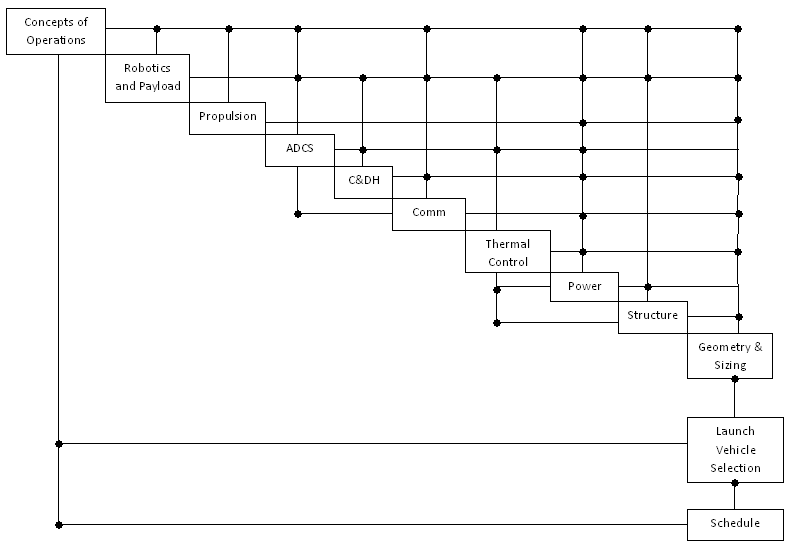 Concepts of
Operations
Robotics
and Payload
Propulsion
ADCS
C&DH
Comm
Thermal
Control
Power
Structure
Geometry &
Sizing
Launch
Vehicle
Selection
Schedule